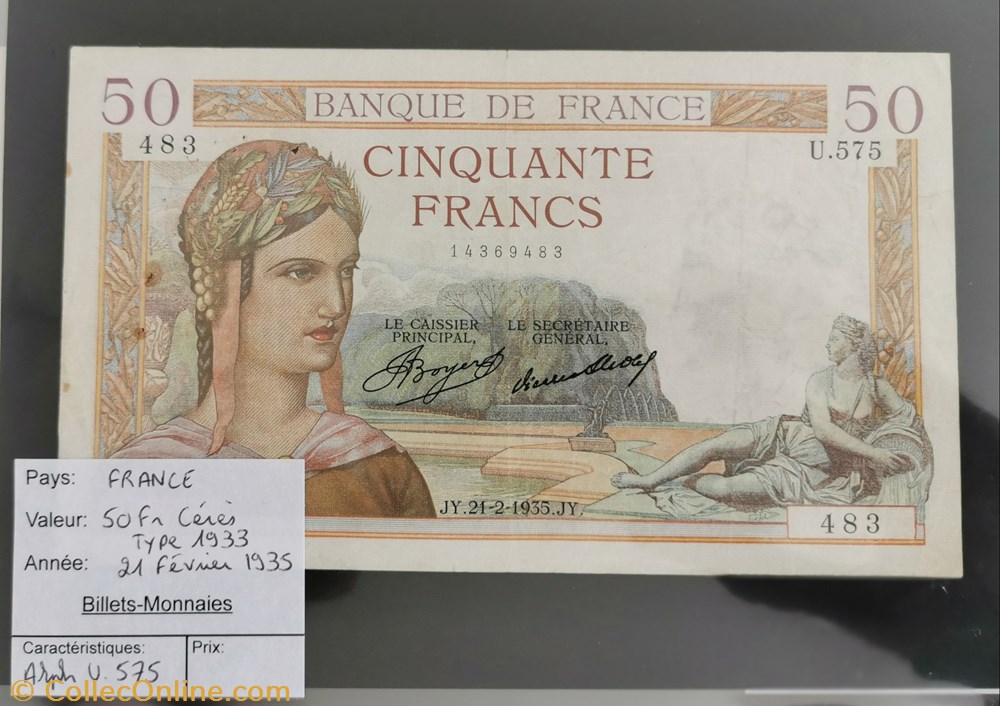 50 BANQUE DE FRANCE 50
483 U.575
CINQUANTE
FRANCS
14369483
LE CAISSIER LE SECRÉTAIRE
PRINCIPAL, GÉNÉRAL,
JBoyer
JY.21-2-1935.JY.
483
Pays: FRANCE
Valeur: 50Fr Cérès
Type 1933
Année: 21 Février 1935
Billets-Monnaies
Caractéristiques: Prix:
U.575
© CollecOnline.com